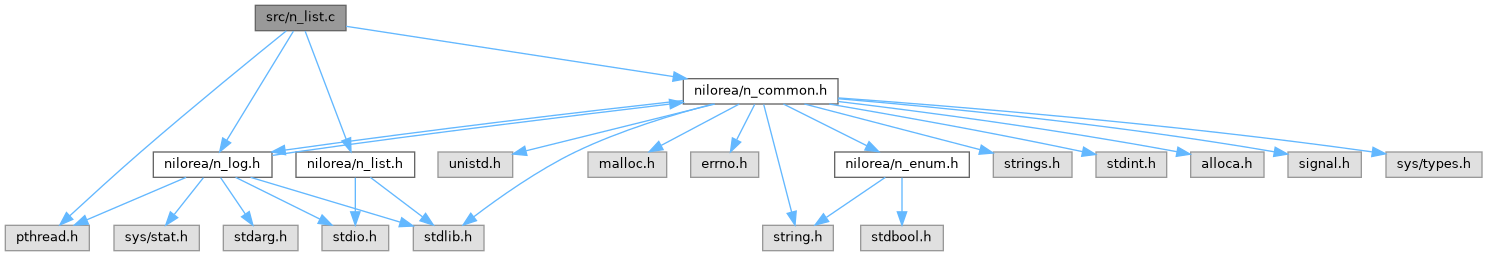 src/n_list.c
nilorea/n_common.h
nilorea/n_log.h
nilorea/n_list.h
unistd.h
malloc.h
errno.h
nilorea/n_enum.h
strings.h
stdint.h
alloca.h
signal.h
sys/types.h
pthread.h
sys/stat.h
stdarg.h
stdio.h
stdlib.h
string.h
stdbool.h